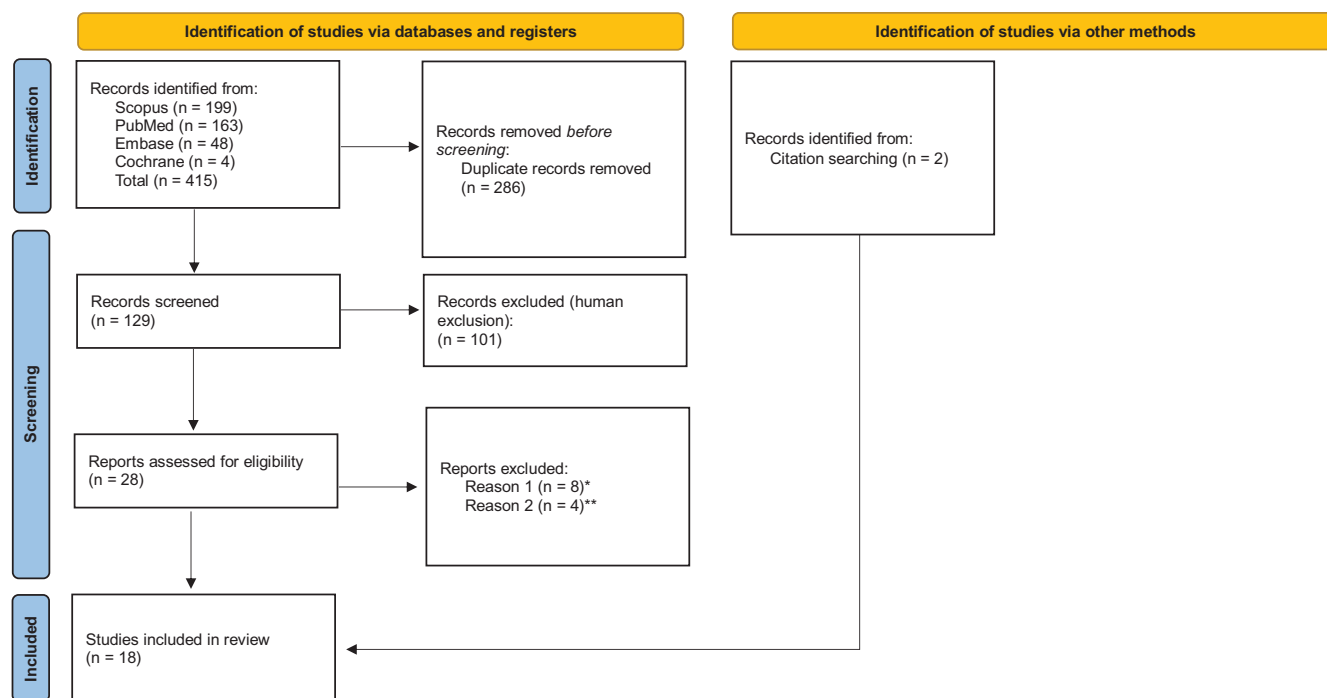 Identification of studies via databases and registers
Identification of studies via other methods
Identification
Records identified from:
Scopus (n = 199)
PubMed (n = 163)
Embase (n = 48)
Cochrane (n = 4)
Total (n = 415)
Records removed before
screening:
Duplicate records removed
(n = 286)
Records identified from:
Citation searching (n = 2)
Screening
Records screened
(n = 129)
Records excluded (human
exclusion):
(n = 101)
Reports assessed for eligibility
(n = 28)
Reports excluded:
Reason 1 (n = 8)*
Reason 2 (n = 4)**
Included
Studies included in review
(n = 18)